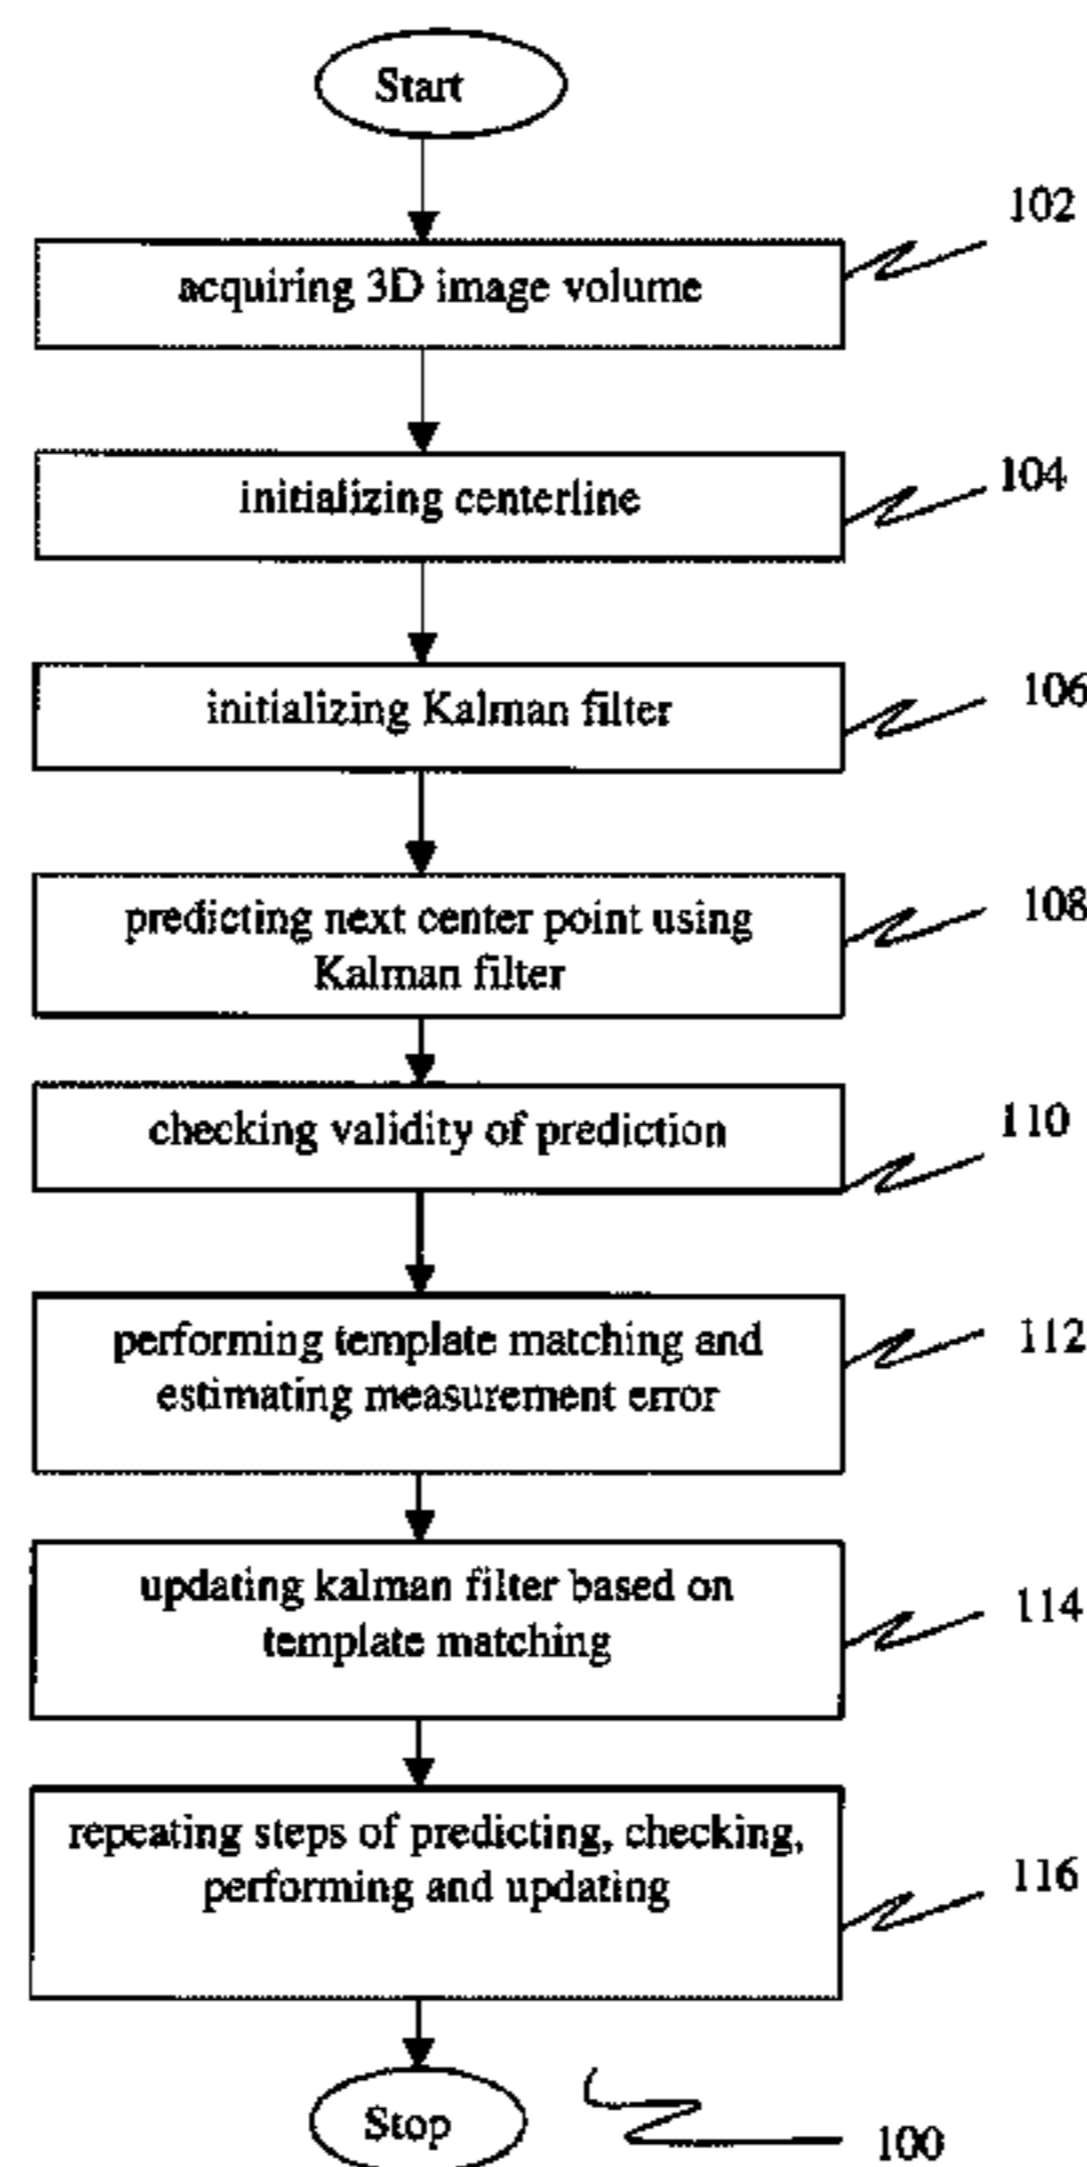 Start
102
acquiring 3D image volume
104
initializing centerline
106
initializing Kalman filter
108
predicting next center point using
Kalman filter
110
checking validity of prediction
112
performing template matching and
estimating measurement error
114
updating kalman filter based on
template matching
116
repeating steps of predicting, checking,
performing and updating
Stop
100